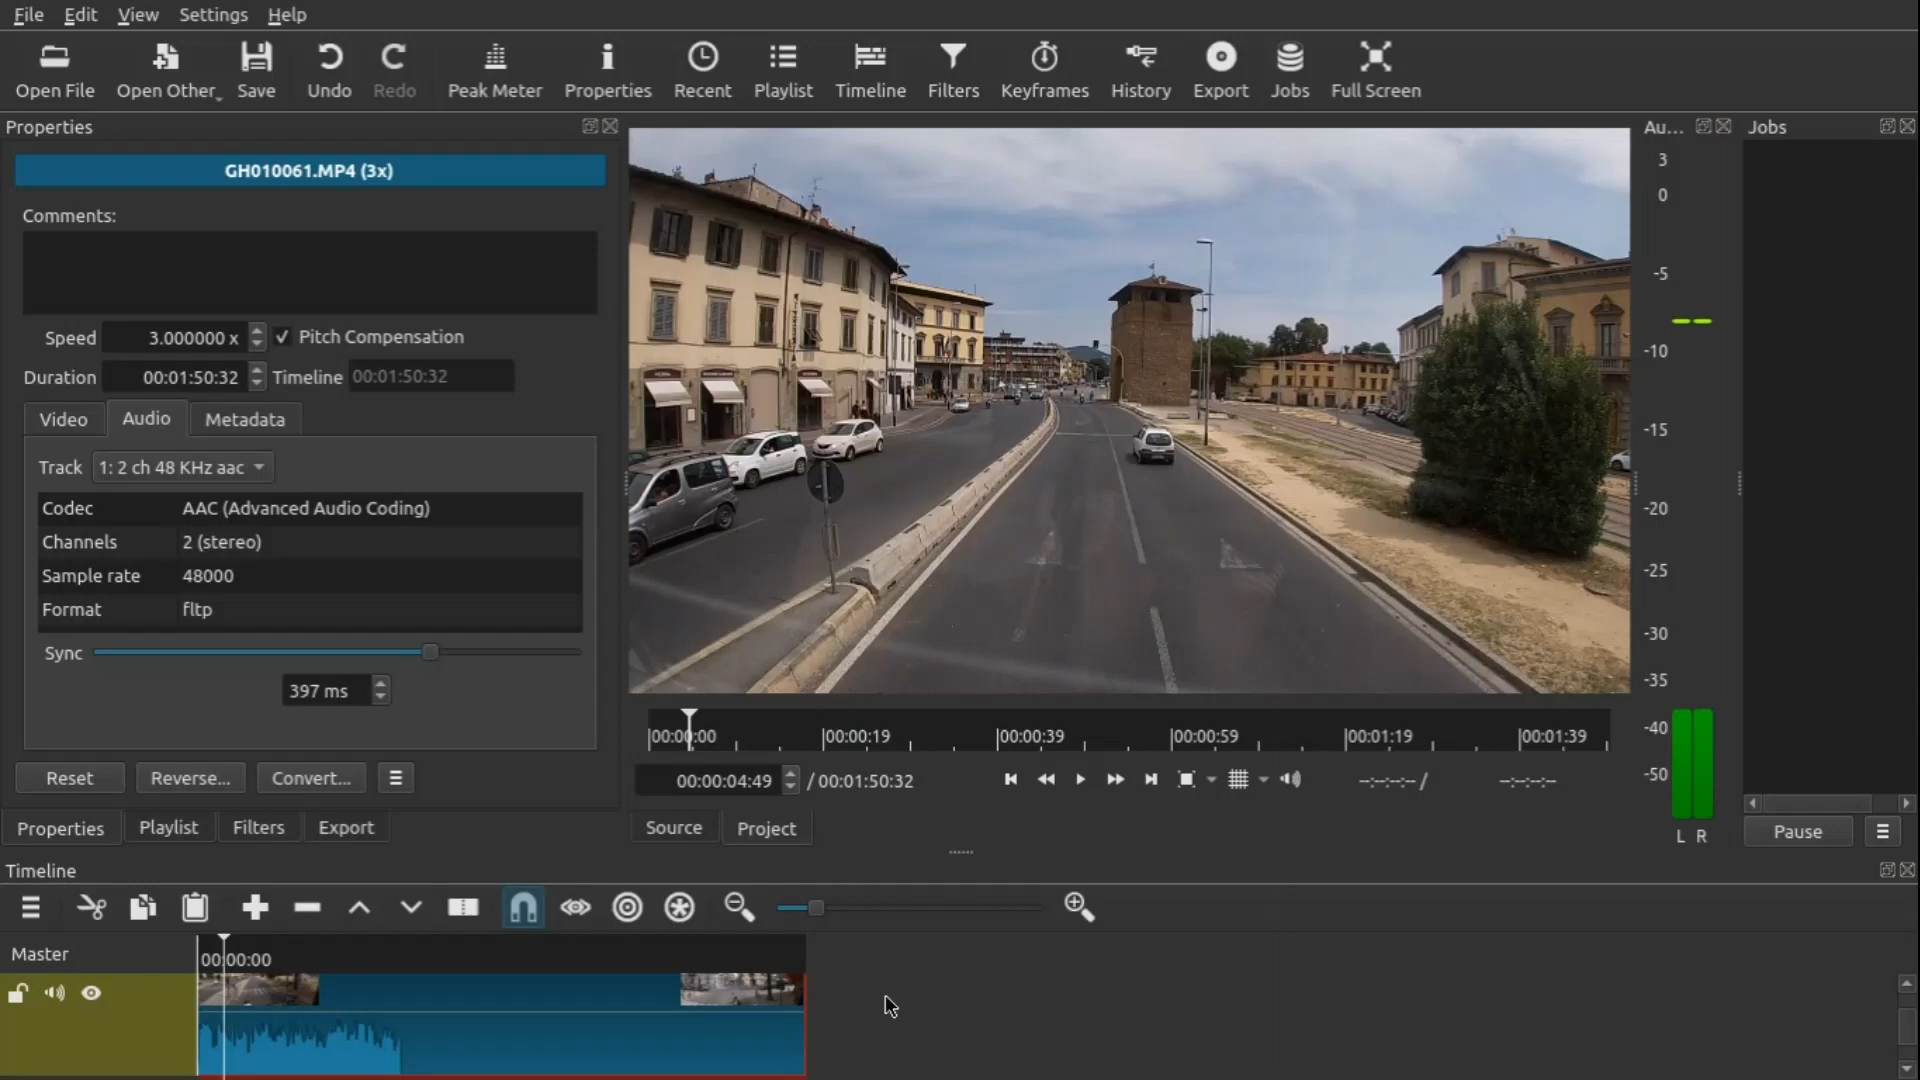 File Edit View Settings Help
Open File Open Other... Save Undo Redo Peak Meter Properties Recent Playlist Timeline Filters Keyframes History Export Jobs Full Screen
Properties
GH010061.MP4 (3x)
Comments:
Speed 3.000000 x Pitch Compensation
Duration 00:01:50:32 Timeline 00:01:50:32
Video Audio Metadata
Track 1: 2 ch 48 KHz aac
Codec AAC (Advanced Audio Coding)
Channels 2 (stereo)
Sample rate 48000
Format fltp
Sync
397 ms
Reset Reverse... Convert...
Properties Playlist Filters Export
00:00:00 00:00:19 00:00:39 00:00:59 00:01:19 00:01:39
00:00:04:49 / 00:01:50:32 --:--:--:-- / --:--:--:--
Source Project
Au...
3
0
-5
-10
-15
-20
-25
-30
-35
-40
-50
L R
Jobs
Pause
Timeline
Master
00:00:00